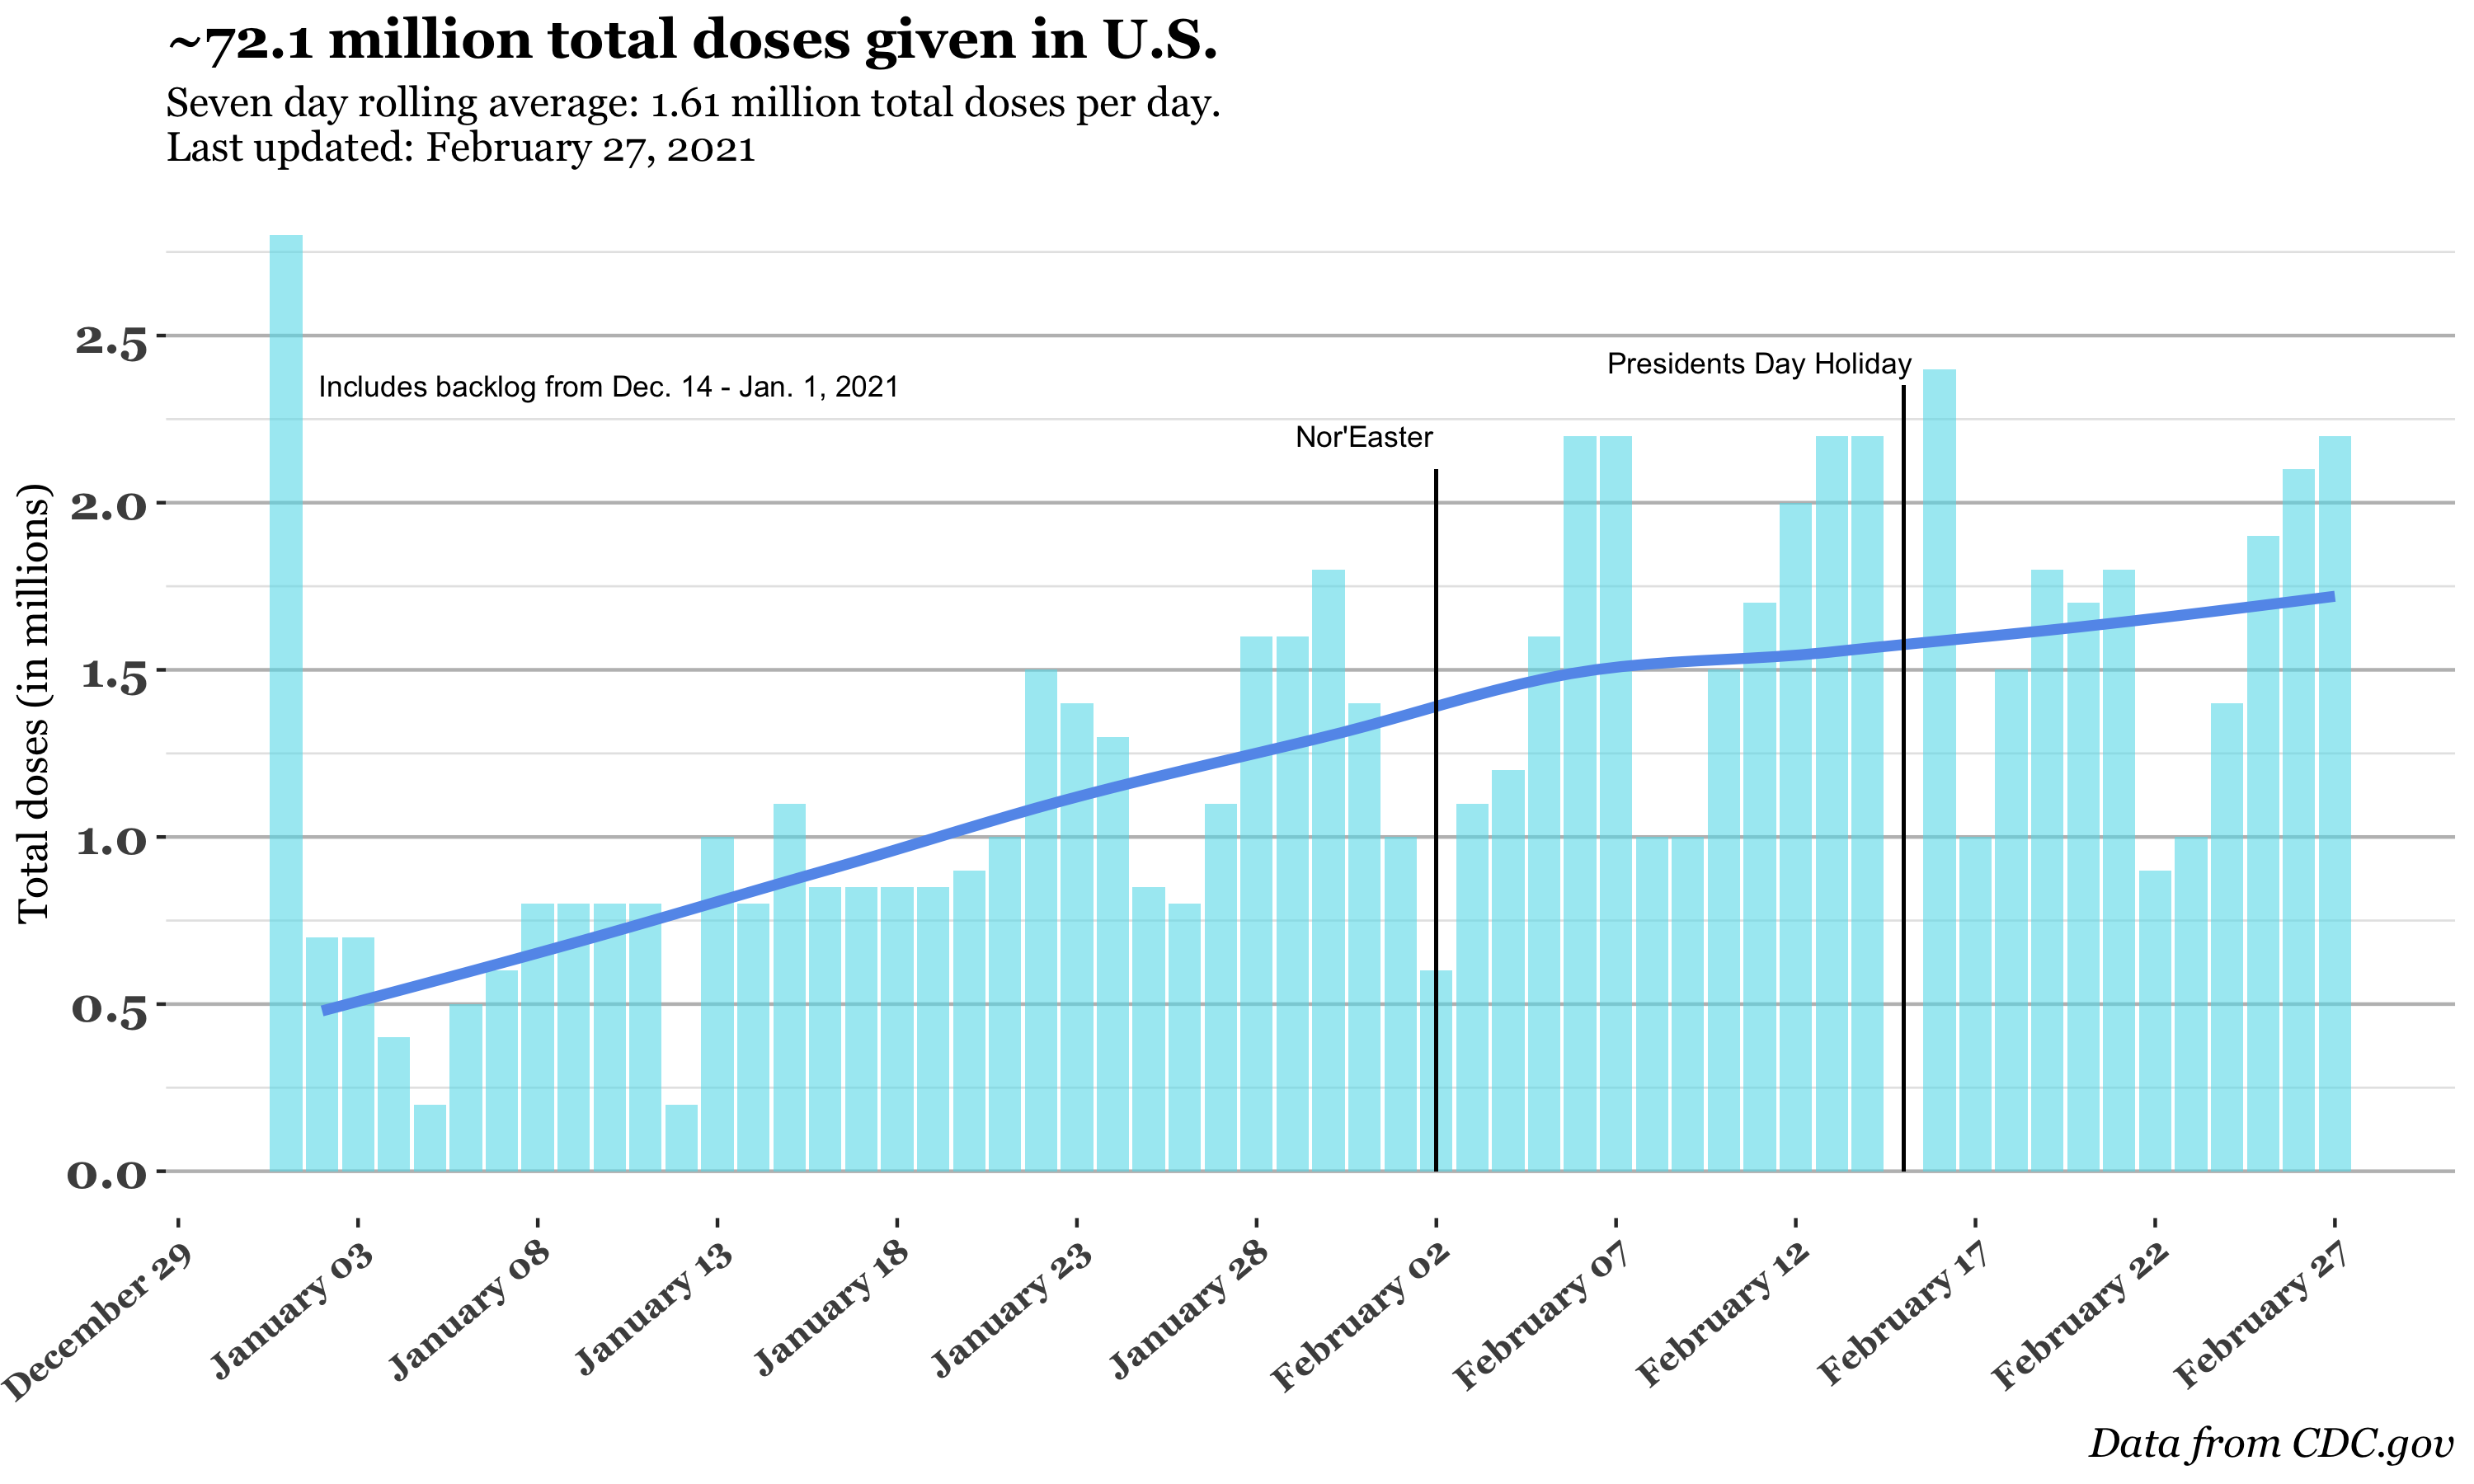 ~72.1 million total doses given in U.S.
Seven day rolling average: 1.61 million total doses per day.
Last updated: February 27, 2021
Total doses (in millions)
2.5
2.0
1.5
1.0
0.5
0.0
Includes backlog from Dec. 14 - Jan. 1, 2021
Nor'Easter
Presidents Day Holiday
December 29
January 03
January 08
January 13
January 18
January 23
January 28
February 02
February 07
February 12
February 17
February 22
February 27
Data from CDC.gov